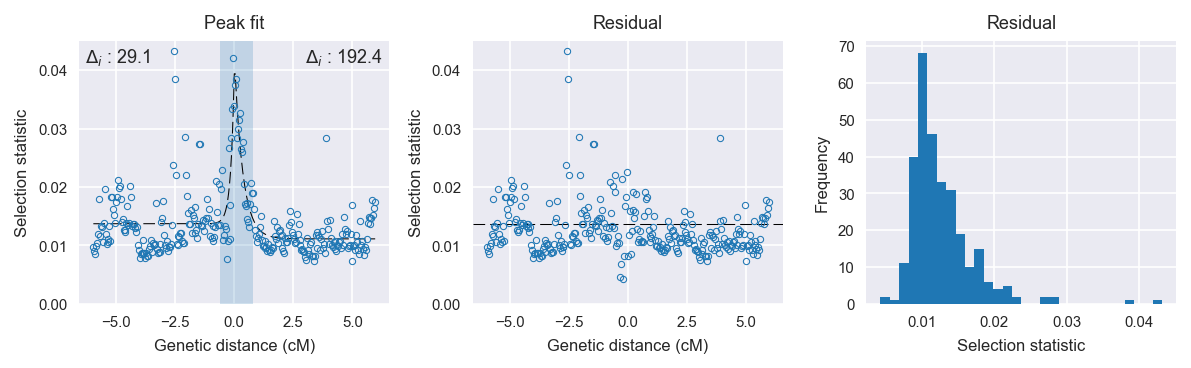 Peak fit
Δi : 29.1
Δi : 192.4
Selection statistic
0.04
0.03
0.02
0.01
0.00
−5.0
−2.5
0.0
2.5
5.0
Genetic distance (cM)
Residual
Selection statistic
0.04
0.03
0.02
0.01
0.00
−5.0
−2.5
0.0
2.5
5.0
Genetic distance (cM)
Residual
Frequency
70
60
50
40
30
20
10
0
0.01
0.02
0.03
0.04
Selection statistic